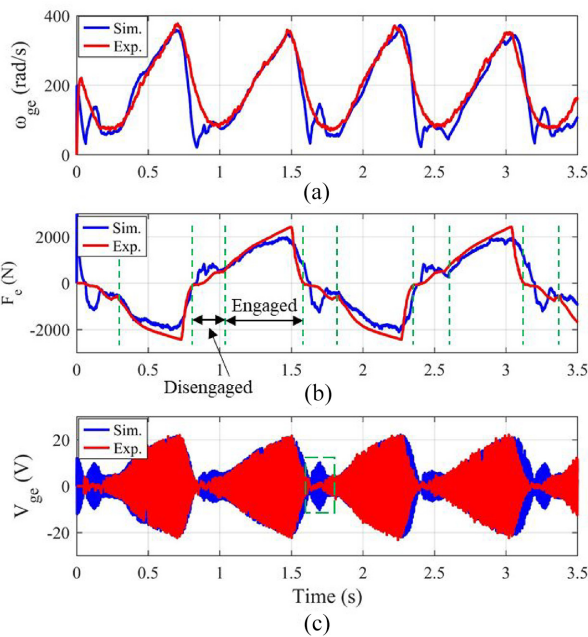 400
Sim.
Exp.
200
0
ω_ge (rad/s)
0 0.5 1 1.5 2 2.5 3 3.5
(a)
Sim.
Exp.
2000
0
-2000
F_e (N)
Engaged
Disengaged
0 0.5 1 1.5 2 2.5 3 3.5
(b)
Sim.
Exp.
20
0
-20
V_ge (V)
0 0.5 1 1.5 2 2.5 3 3.5
Time (s)
(c)